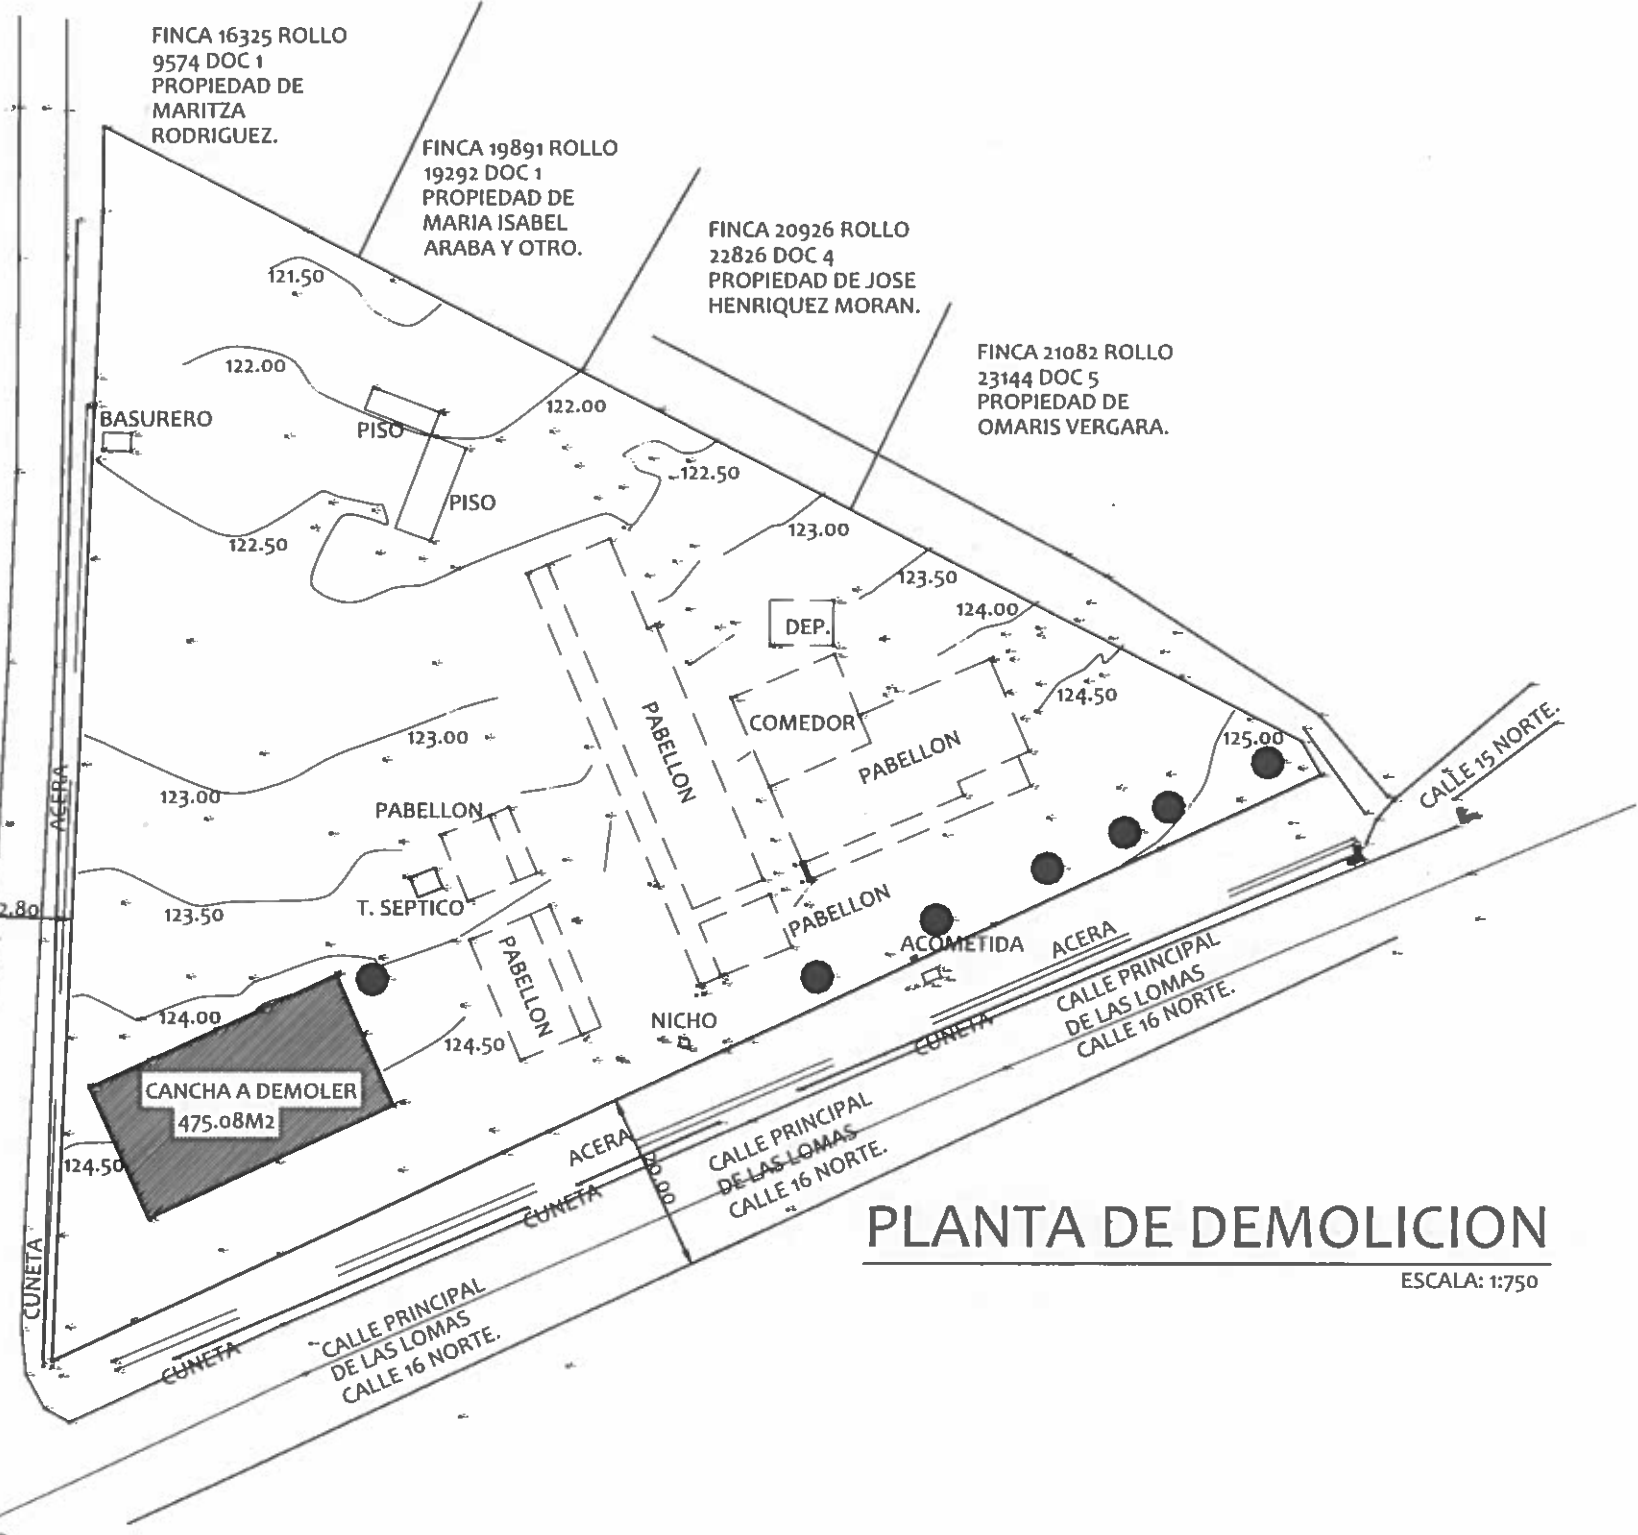 FINCA 16325 ROLLO
9574 DOC 1
PROPIEDAD DE
MARITZA
RODRIGUEZ.
FINCA 19891 ROLLO
19292 DOC 1
PROPIEDAD DE
MARIA ISABEL
ARABA Y OTRO.
FINCA 20926 ROLLO
22826 DOC 4
PROPIEDAD DE JOSE
HENRIQUEZ MORAN.
FINCA 21082 ROLLO
23144 DOC 5
PROPIEDAD DE
OMARIS VERGARA.
121.50
122.00
122.00
BASURERO
PISO
PISO
122.50
122.50
123.00
123.50
124.00
DEP.
124.50
125.00
COMEDOR
PABELLON
PABELLON
123.00
123.00
ACERA
PABELLON
CALLE 15 NORTE.
T. SEPTICO
123.50
2.80
PABELLON
PABELLON
ACOMETIDA
ACERA
CALLE PRINCIPAL
DE LAS LOMAS
CALLE 16 NORTE.
124.00
124.50
NICHO
CUNETA
CANCHA A DEMOLER
475.08M2
124.50
ACERA
20.00
CALLE PRINCIPAL
DE LAS LOMAS
CALLE 16 NORTE.
CUNETA
CUNETA
PLANTA DE DEMOLICION
ESCALA: 1:750
CALLE PRINCIPAL
DE LAS LOMAS
CALLE 16 NORTE.
CUNETA